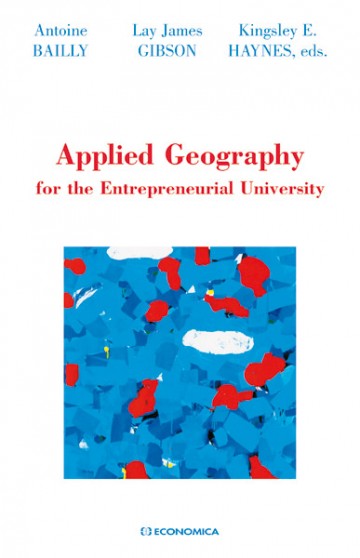 Antoine Lay James Kingsley E.
BAILLY GIBSON HAYNES, eds.
Applied Geography
for the Entrepreneurial University
ECONOMICA